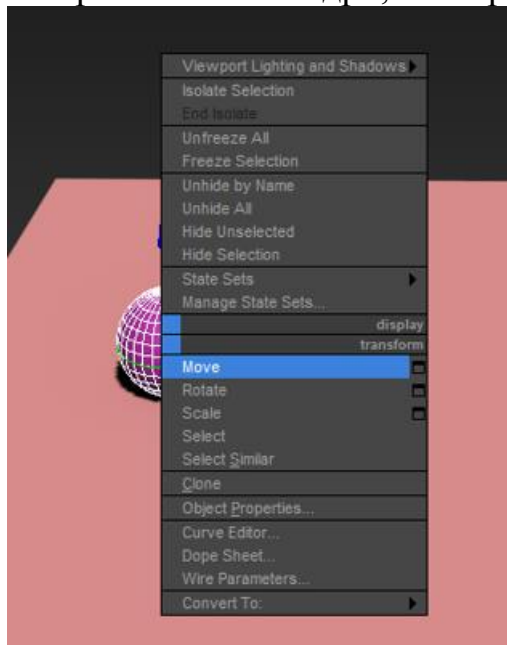 Viewport Lighting and Shadows
Isolate Selection
End Isolate
Unfreeze All
Freeze Selection
Unhide by Name
Unhide All
Hide Unselected
Hide Selection
State Sets
Manage State Sets...
display
transform
Move
Rotate
Scale
Select
Select Similar
Clone
Object Properties...
Curve Editor...
Dope Sheet...
Wire Parameters...
Convert To: